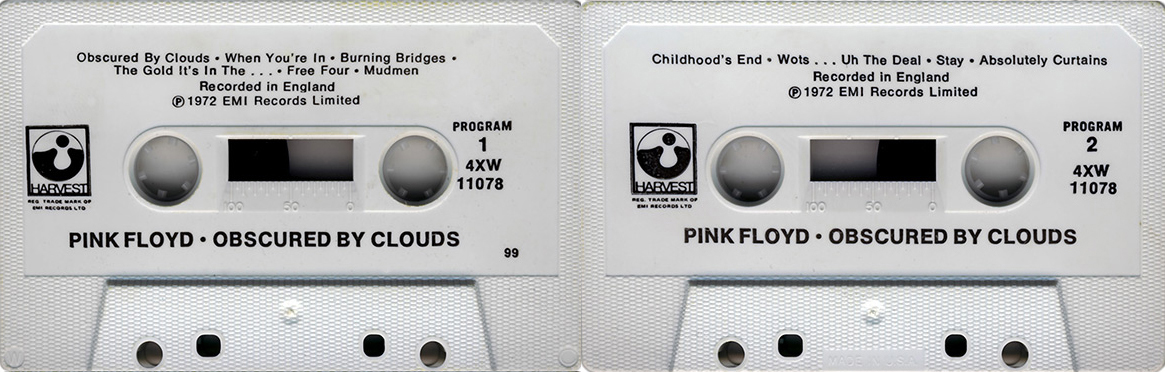 Obscured By Clouds • When You're In • Burning Bridges •
The Gold It's In The . . . • Free Four • Mudmen
Recorded in England
Ⓟ 1972 EMI Records Limited
HARVEST
REG. TRADE MARK OF
EMI RECORDS LTD
PROGRAM
1
4XW
11078
100 50 0
PINK FLOYD • OBSCURED BY CLOUDS
99
Childhood's End • Wots . . . Uh The Deal • Stay • Absolutely Curtains
Recorded in England
Ⓟ 1972 EMI Records Limited
HARVEST
REG. TRADE MARK OF
EMI RECORDS LTD
PROGRAM
2
4XW
11078
100 50 0
PINK FLOYD • OBSCURED BY CLOUDS